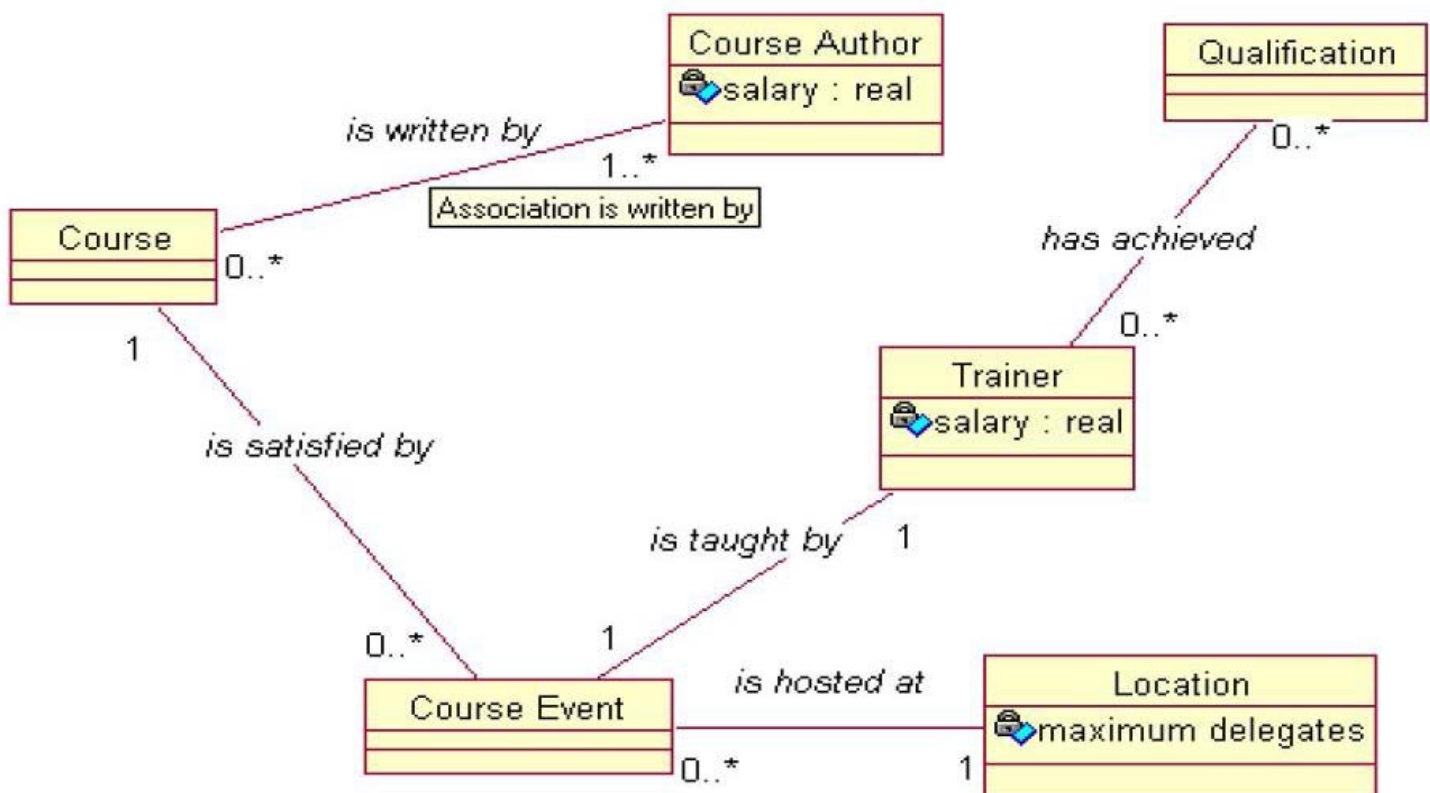 Course Author
salary : real
Qualification
is written by
1..*
0..*
Association is written by
Course
0..*
has achieved
1
0..*
Trainer
salary : real
is satisfied by
is taught by
1
0..*
1
is hosted at
Location
Course Event
maximum delegates
0..*
1